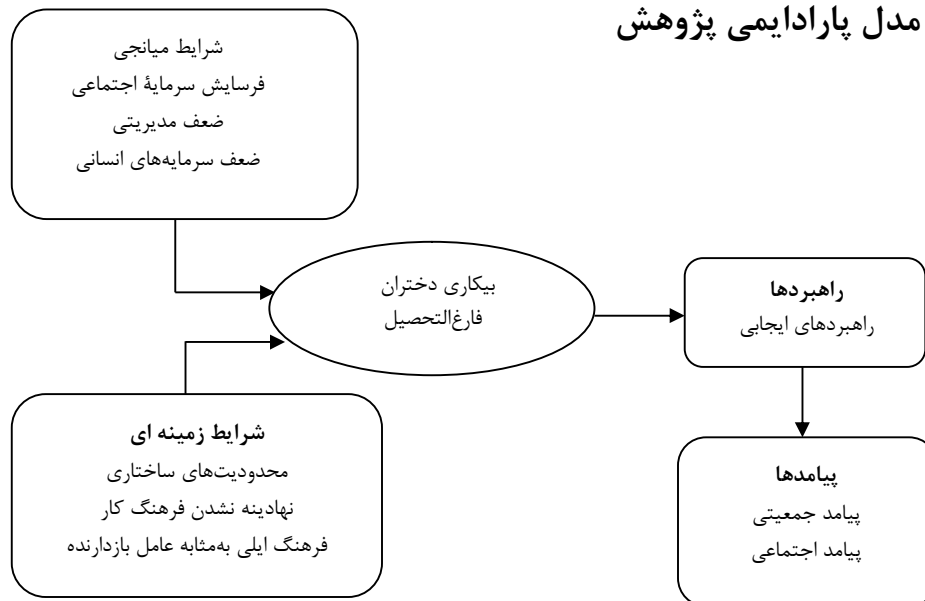 مدل پارادایمی پژوهش
شرایط میانجی
فرسایش سرمایۀ اجتماعی
ضعف مدیریتی
ضعف سرمایه‌های انسانی
بیکاری دختران
فارغ‌التحصیل
راهبردها
راهبردهای ایجابی
شرایط زمینه ای
محدودیت‌های ساختاری
نهادینه نشدن فرهنگ کار
فرهنگ ایلی به‌مثابه عامل بازدارنده
پیامدها
پیامد جمعیتی
پیامد اجتماعی